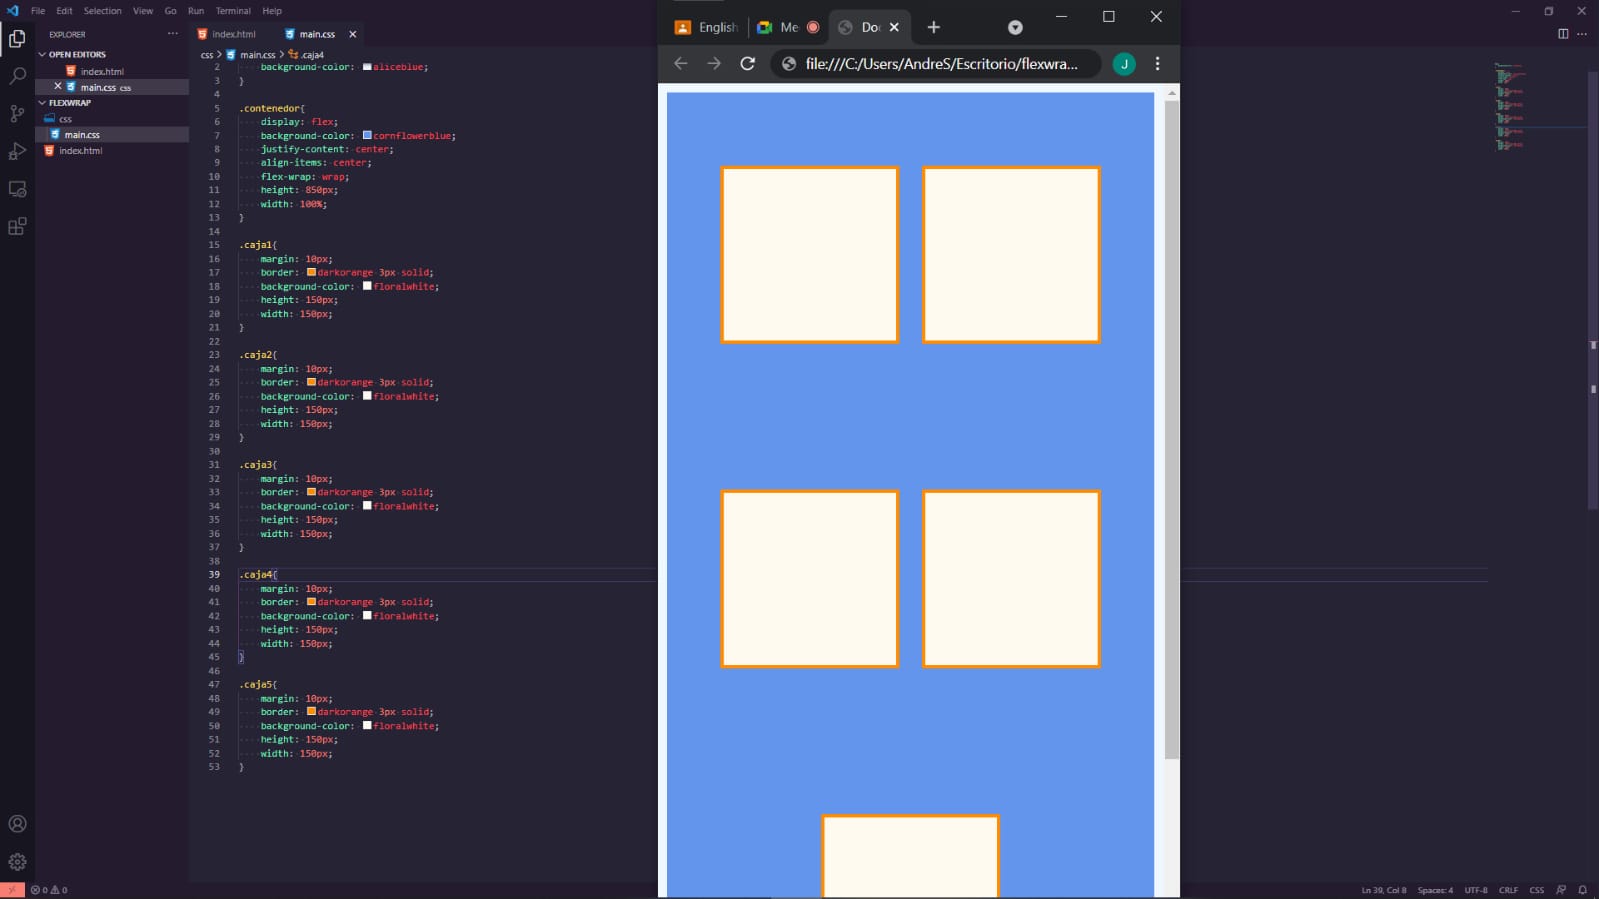 File Edit Selection View Go Run Terminal Help
EXPLORER
OPEN EDITORS
index.html
main.css css
FLEXWRAP
css
main.css
index.html
index.html main.css
css > main.css > .caja4
2 background-color: aliceblue;
3 }
4
5 .contenedor{
6 display: flex;
7 background-color: cornflowerblue;
8 justify-content: center;
9 align-items: center;
10 flex-wrap: wrap;
11 height: 850px;
12 width: 100%;
13 }
14
15 .caja1{
16 margin: 10px;
17 border: darkorange 3px solid;
18 background-color: floralwhite;
19 height: 150px;
20 width: 150px;
21 }
22
23 .caja2{
24 margin: 10px;
25 border: darkorange 3px solid;
26 background-color: floralwhite;
27 height: 150px;
28 width: 150px;
29 }
30
31 .caja3{
32 margin: 10px;
33 border: darkorange 3px solid;
34 background-color: floralwhite;
35 height: 150px;
36 width: 150px;
37 }
38
39 .caja4{
40 margin: 10px;
41 border: darkorange 3px solid;
42 background-color: floralwhite;
43 height: 150px;
44 width: 150px;
45 }
46
47 .caja5{
48 margin: 10px;
49 border: darkorange 3px solid;
50 background-color: floralwhite;
51 height: 150px;
52 width: 150px;
53 }
English Me Do
file:///C:/Users/AndreS/Escritorio/flexwra... J
0 0
Ln 39, Col 8 Spaces: 4 UTF-8 CRLF CSS